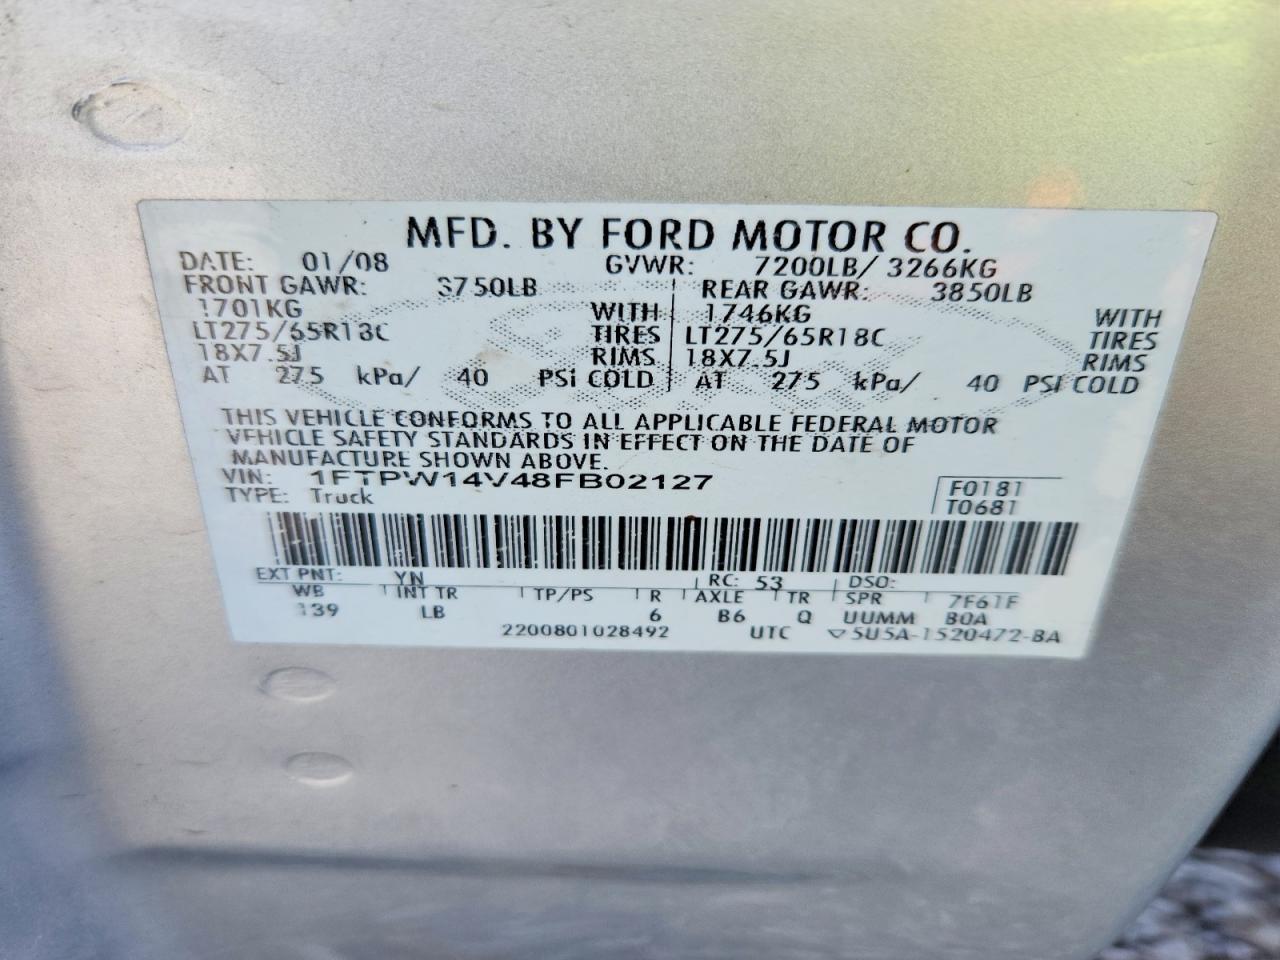 MFD. BY FORD MOTOR CO.
DATE: 01/08 GVWR: 7200LB/ 3266KG
FRONT GAWR: 3750LB REAR GAWR: 3850LB
1701KG WITH 1746KG WITH
LT275/65R18C TIRES LT275/65R18C TIRES
18X7.5J RIMS 18X7.5J RIMS
AT 275 kPa/ 40 PSI COLD AT 275 kPa/ 40 PSI COLD
THIS VEHICLE CONFORMS TO ALL APPLICABLE FEDERAL MOTOR
VEHICLE SAFETY STANDARDS IN EFFECT ON THE DATE OF
MANUFACTURE SHOWN ABOVE.
VIN: 1FTPW14V48FB02127 F0181
TYPE: Truck T0681
EXT PNT: YN RC: 53 DSO:
WB INT TR TP/PS R AXLE TR SPR 7F61F
139 LB 6 B6 Q UUMM B0A
2200801028492 UTC ▽5U5A-1520472-BA